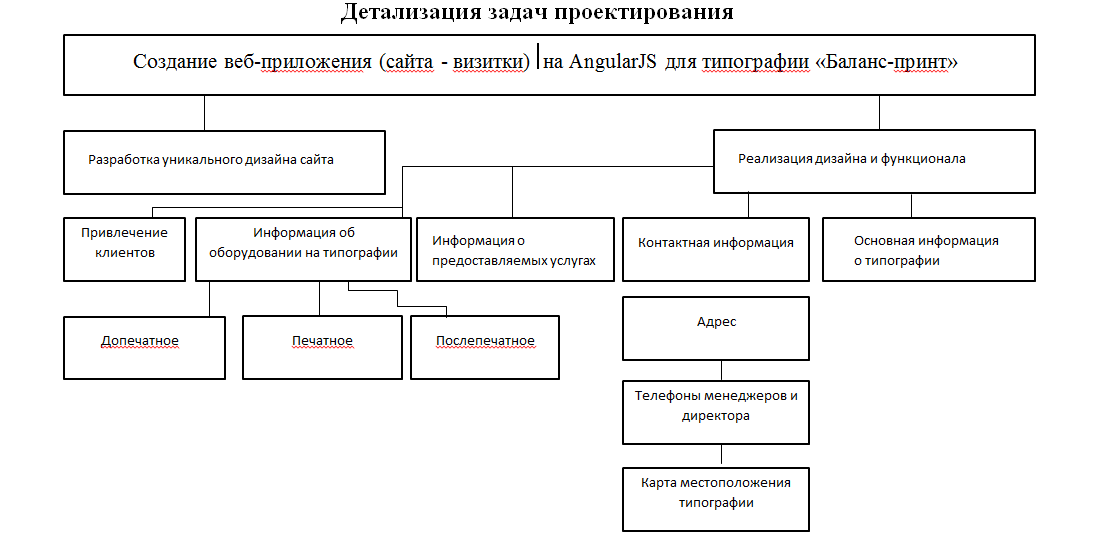 Детализация задач проектирования
Создание веб-приложения (сайта - визитки) на AngularJS для типографии «Баланс-принт»
Разработка уникального дизайна сайта
Реализация дизайна и функционала
Привлечение
клиентов
Информация об
оборудовании на типографии
Информация о
предоставляемых услугах
Контактная информация
Основная информация
о типографии
Допечатное
Печатное
Послепечатное
Адрес
Телефоны менеджеров и
директора
Карта местоположения
типографии